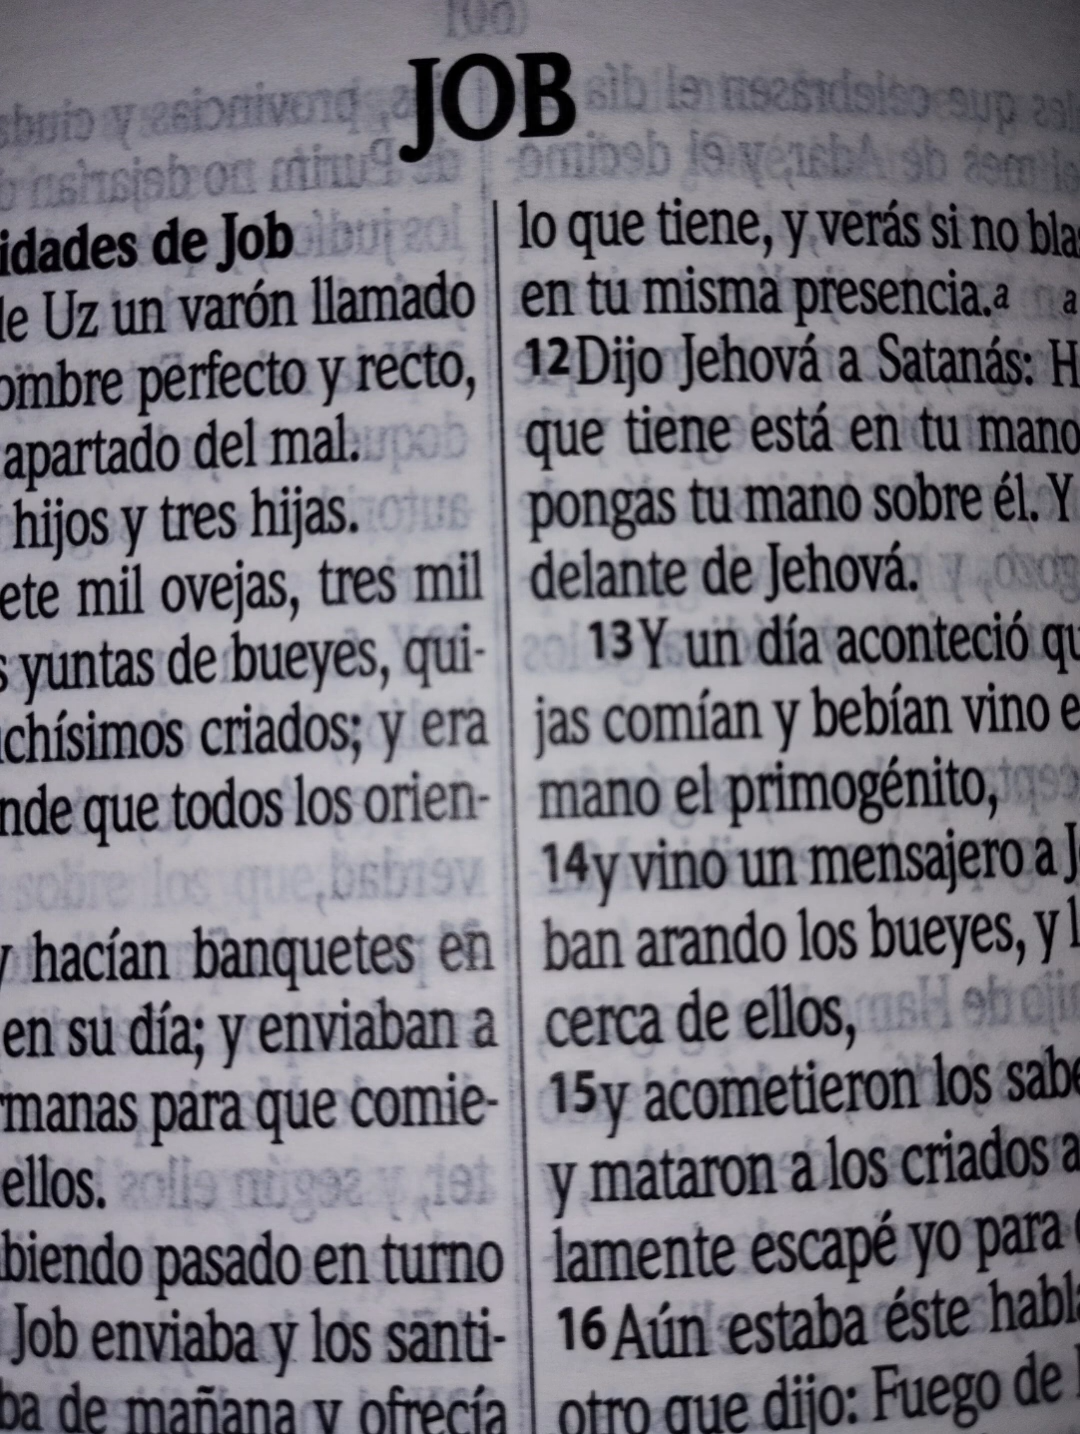 JOB
idades de Job
le Uz un varón llamado
ombre perfecto y recto,
apartado del mal.
hijos y tres hijas.
ete mil ovejas, tres mil
s yuntas de bueyes, qui-
chísimos criados; y era
nde que todos los orien-
y hacían banquetes en
en su día; y enviaban a
rmanas para que comie-
ellos.
biendo pasado en turno
Job enviaba y los santi-
ba de mañana y ofrecía
lo que tiene, y verás si no bla
en tu misma presencia.a a
12 Dijo Jehová a Satanás: H
que tiene está en tu mano
pongas tu mano sobre él. Y
delante de Jehová.
13 Y un día aconteció qu
jas comían y bebían vino e
mano el primogénito,
14 y vino un mensajero a J
ban arando los bueyes, y l
cerca de ellos,
15 y acometieron los sabe
y mataron a los criados a
lamente escapé yo para
16 Aún estaba éste habla
otro que dijo: Fuego de